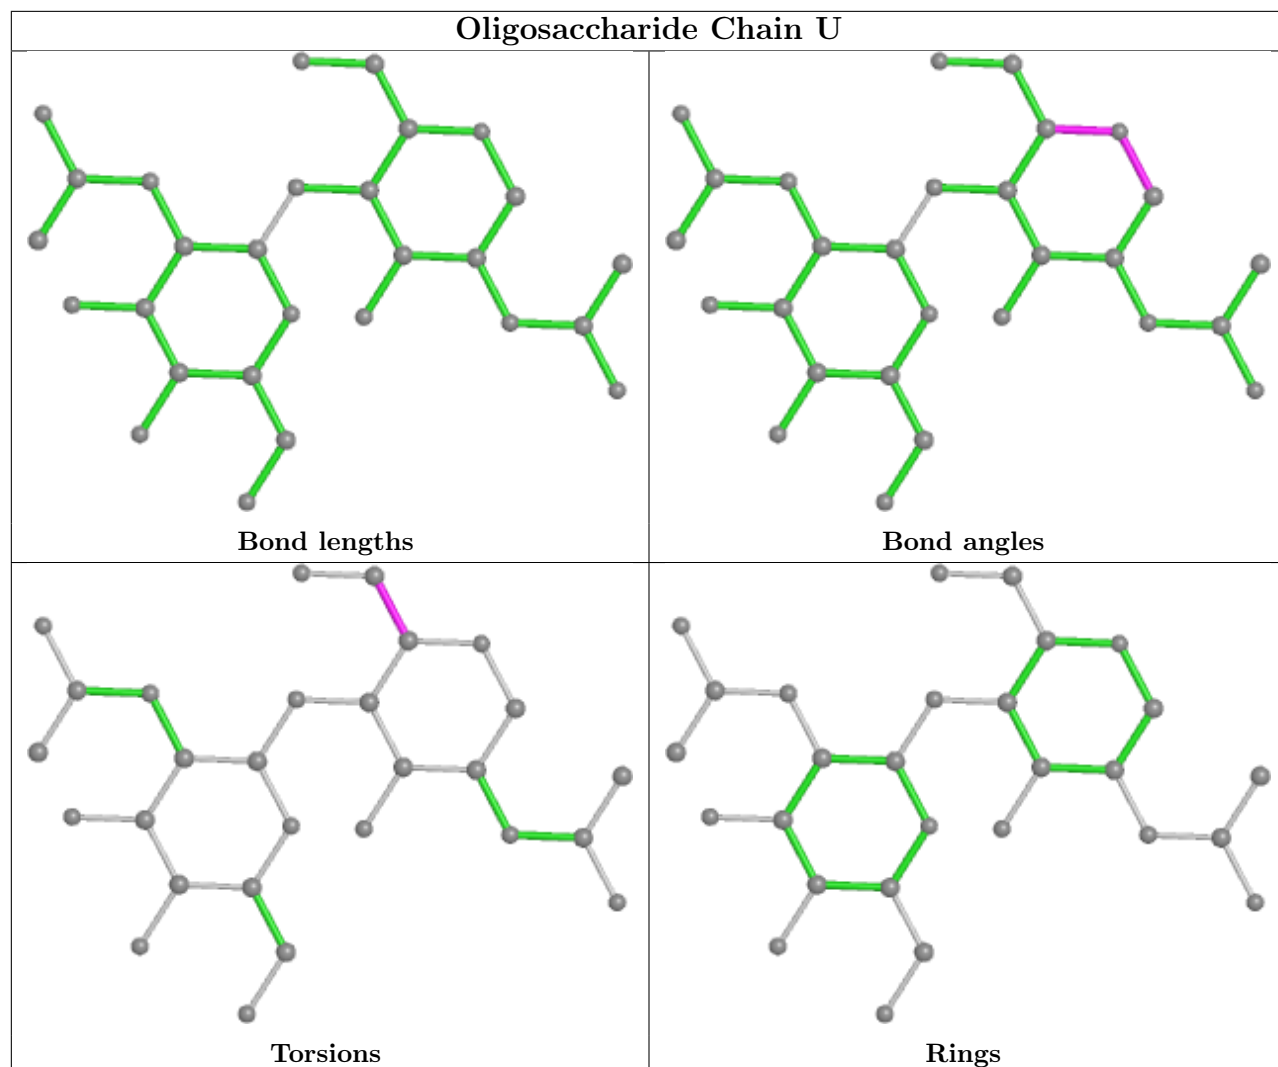 Oligosaccharide Chain U
Bond lengths
Bond angles
Torsions
Rings